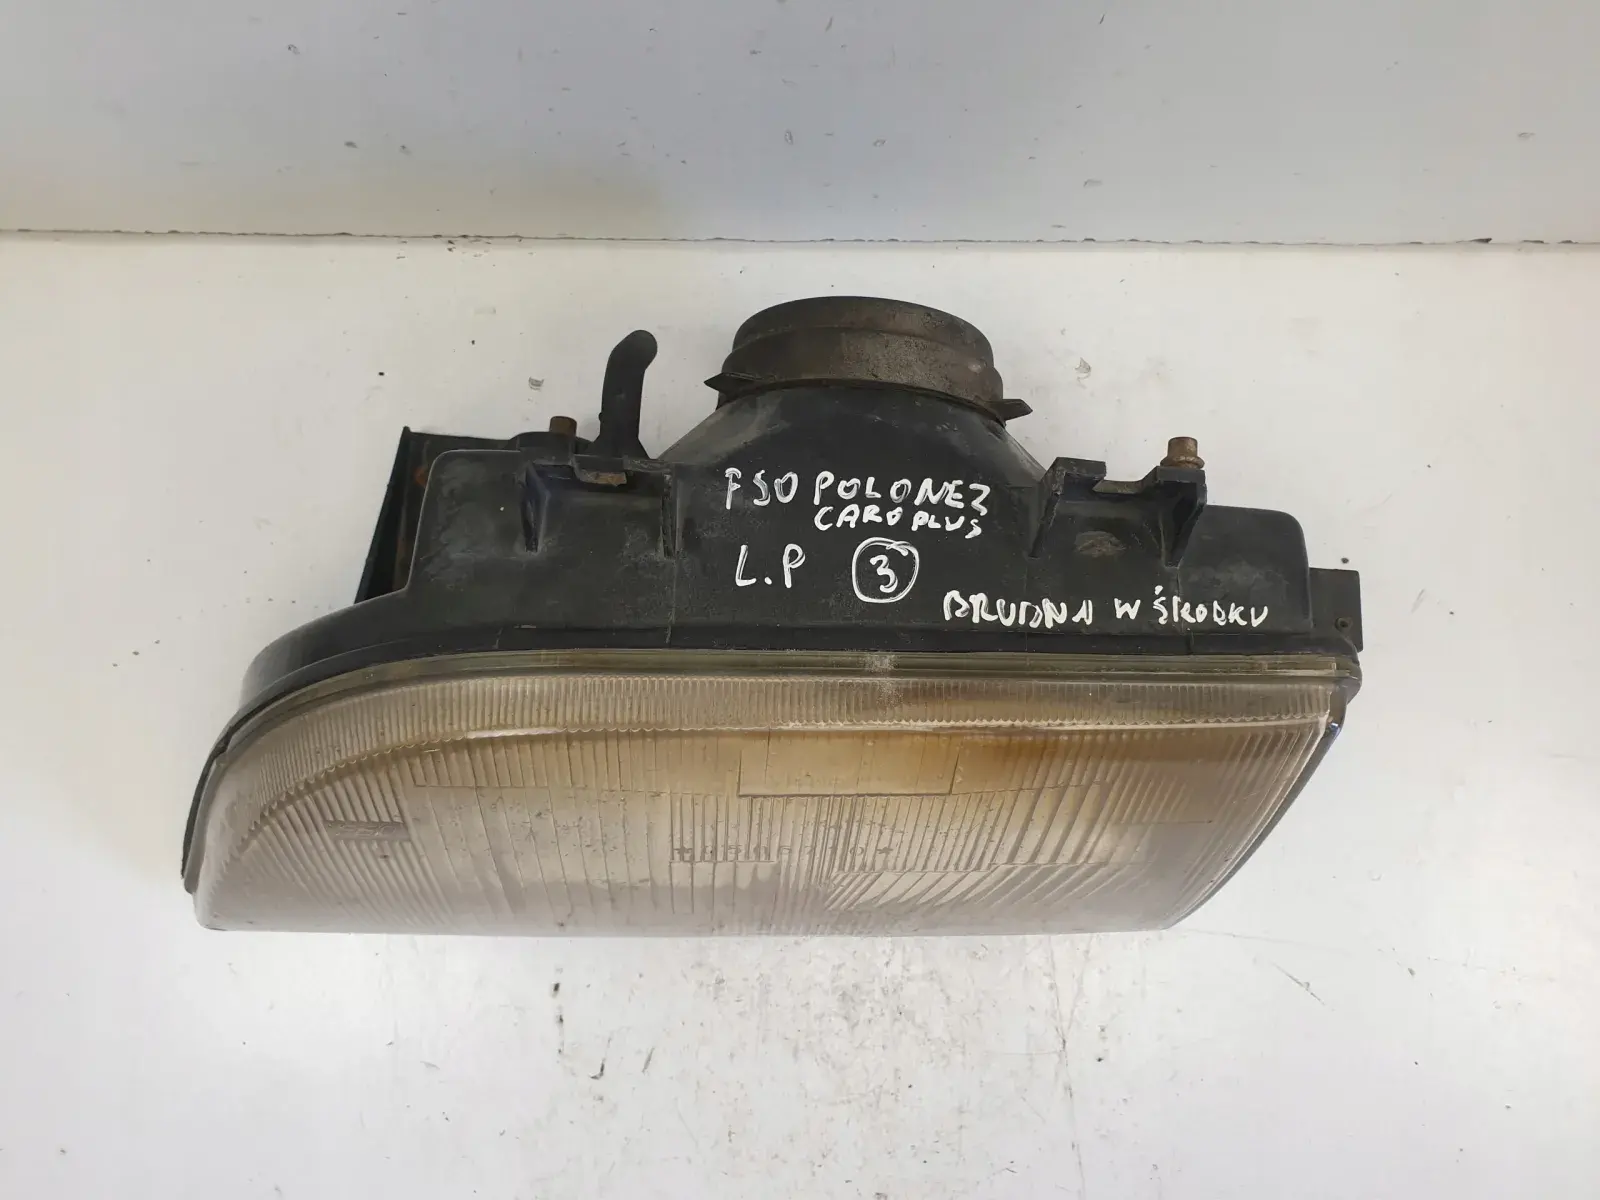 FSO POLONEZ
CARO PLUS
L.P 3
BRUDNA W ŚRODKU